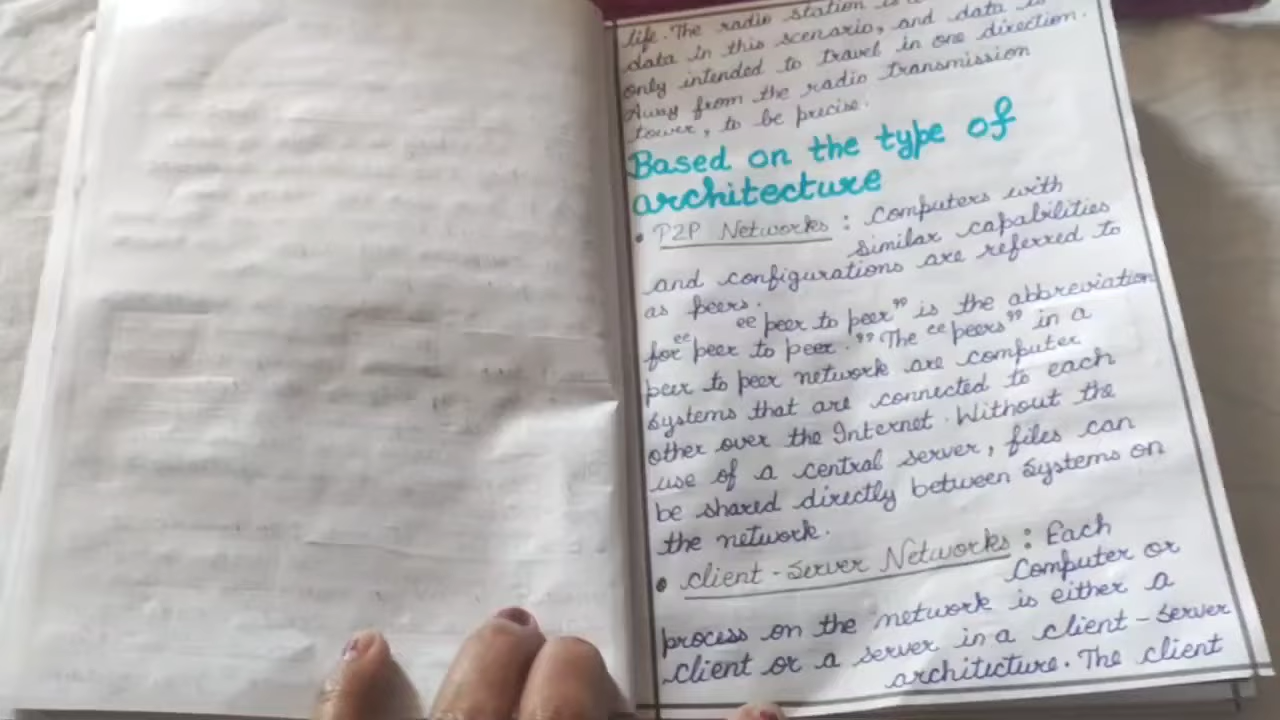 life. The radio station is
data in this scenario, and data is
only intended to travel in one direction.
Away from the radio transmission
tower, to be precise.
Based on the type of
architecture
• P2P Networks : Computers with
similar capabilities
and configurations are referred to
as peers.
"peer to peer" is the abbreviation
for "peer to peer." The "peers" in a
peer to peer network are computer
systems that are connected to each
other over the Internet. Without the
use of a central server, files can
be shared directly between systems on
the network.
• Client-Server Networks : Each
Computer or
process on the network is either a
client or a server in a client-server
architecture. The client